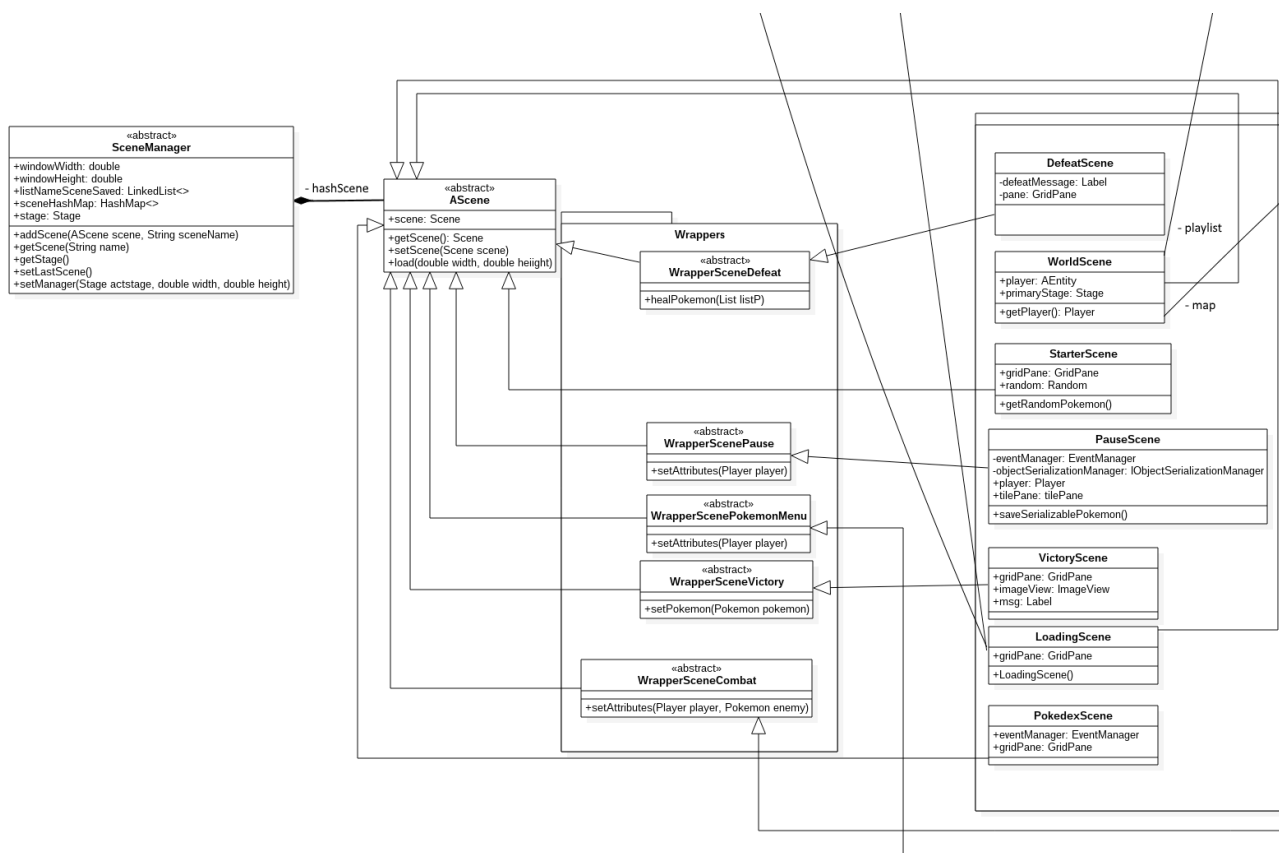 «abstract»
SceneManager
+windowWidth: double
+windowHeight: double
+listNameSceneSaved: LinkedList<>
+sceneHashMap: HashMap<>
+stage: Stage
+addScene(AScene scene, String sceneName)
+getScene(String name)
+getStage()
+setLastScene()
+setManager(Stage actstage, double width, double height)
- hashScene
«abstract»
AScene
+scene: Scene
+getScene(): Scene
+setScene(Scene scene)
+load(double width, double heiight)
Wrappers
«abstract»
WrapperSceneDefeat
+healPokemon(List listP)
«abstract»
WrapperScenePause
+setAttributes(Player player)
«abstract»
WrapperScenePokemonMenu
+setAttributes(Player player)
«abstract»
WrapperSceneVictory
+setPokemon(Pokemon pokemon)
«abstract»
WrapperSceneCombat
+setAttributes(Player player, Pokemon enemy)
DefeatScene
-defeatMessage: Label
-pane: GridPane
- playlist
WorldScene
+player: AEntity
+primaryStage: Stage
+getPlayer(): Player
- map
StarterScene
+gridPane: GridPane
+random: Random
+getRandomPokemon()
PauseScene
-eventManager: EventManager
-objectSerializationManager: IObjectSerializationManager
+player: Player
+tilePane: tilePane
+saveSerializablePokemon()
VictoryScene
+gridPane: GridPane
+imageView: ImageView
+msg: Label
LoadingScene
+gridPane: GridPane
+LoadingScene()
PokedexScene
+eventManager: EventManager
+gridPane: GridPane